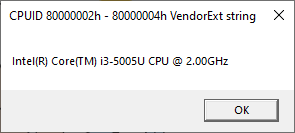 CPUID 80000002h - 80000004h VendorExt string
Intel(R) Core(TM) i3-5005U CPU @ 2.00GHz
OK